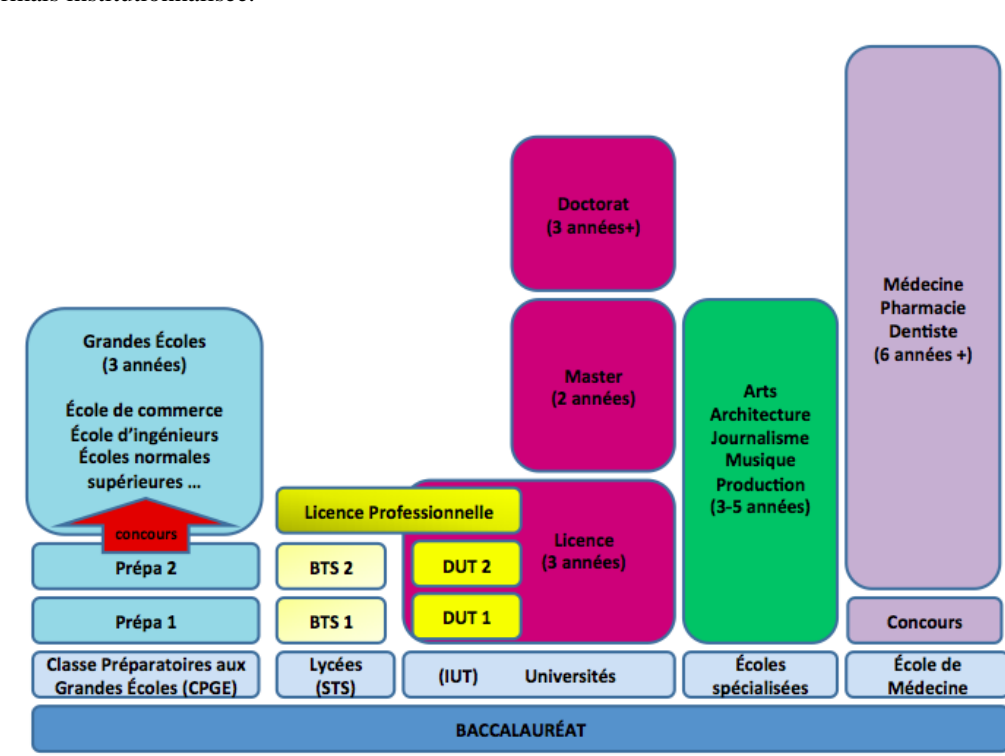 Grandes Écoles
(3 années)
École de commerce
École d'ingénieurs
Écoles normales
supérieures ...
concours
Prépa 2
Prépa 1
Classe Préparatoires aux
Grandes Écoles (CPGE)
Licence Professionnelle
BTS 2
BTS 1
Lycées
(STS)
DUT 2
DUT 1
Doctorat
(3 années+)
Master
(2 années)
Licence
(3 années)
(IUT) Universités
Arts
Architecture
Journalisme
Musique
Production
(3-5 années)
Écoles
spécialisées
Médecine
Pharmacie
Dentiste
(6 années +)
Concours
École de
Médecine
BACCALAURÉAT